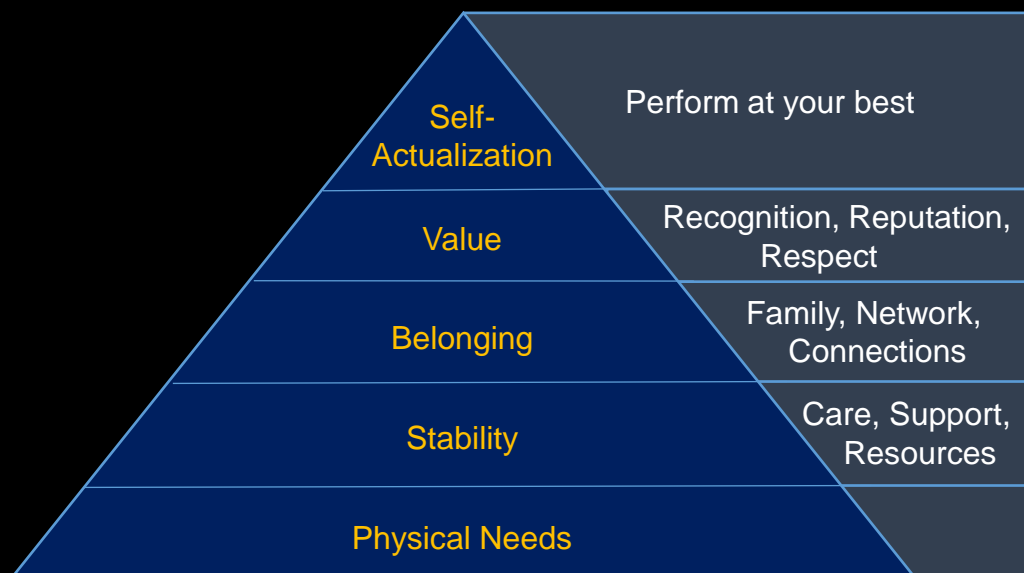 Self-
Actualization
Perform at your best
Value
Recognition, Reputation,
Respect
Belonging
Family, Network,
Connections
Stability
Care, Support,
Resources
Physical Needs